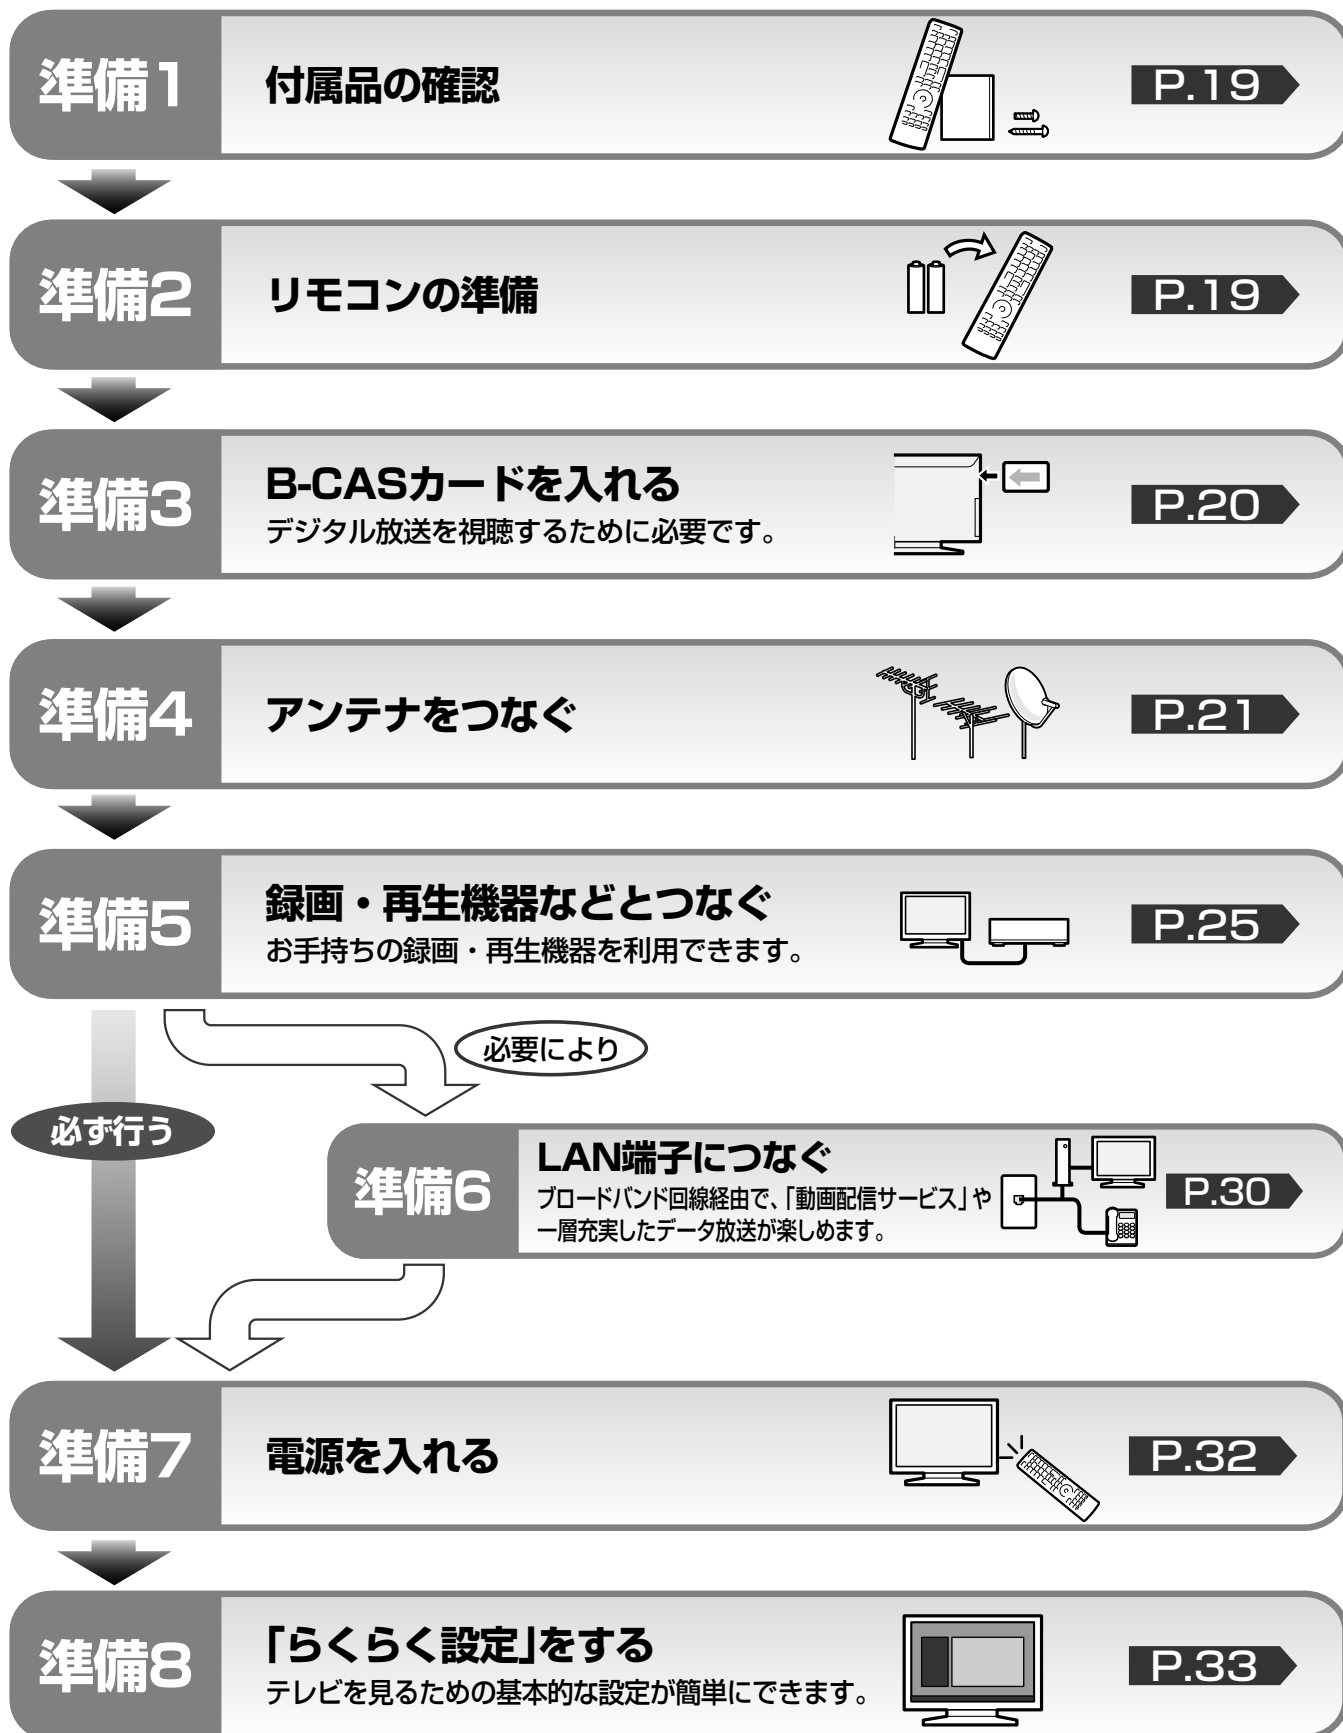 準備1
付属品の確認
P.19
準備2
リモコンの準備
P.19
準備3
B-CASカードを入れる
デジタル放送を視聴するために必要です。
P.20
準備4
アンテナをつなぐ
P.21
準備5
録画・再生機器などとつなぐ
お手持ちの録画・再生機器を利用できます。
P.25
必要により
必ず行う
準備6
LAN端子につなぐ
ブロードバンド回線経由で、「動画配信サービス」や
一層充実したデータ放送が楽しめます。
P.30
準備7
電源を入れる
P.32
準備8
「らくらく設定」をする
テレビを見るための基本的な設定が簡単にできます。
P.33